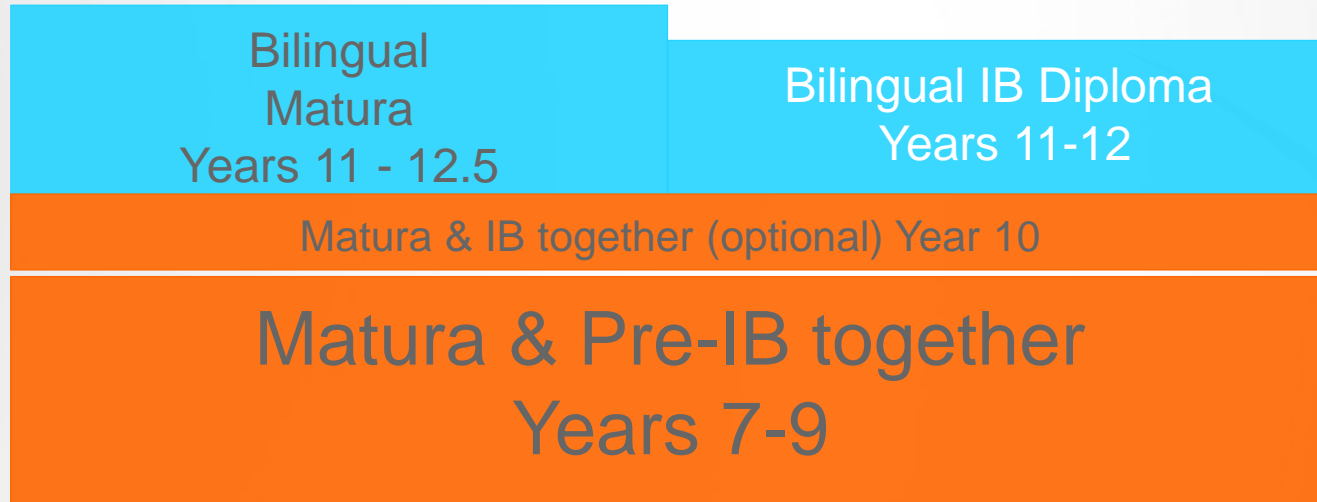 Bilingual
Matura
Years 11 - 12.5
Bilingual IB Diploma
Years 11-12
Matura & IB together (optional) Year 10
Matura & Pre-IB together
Years 7-9